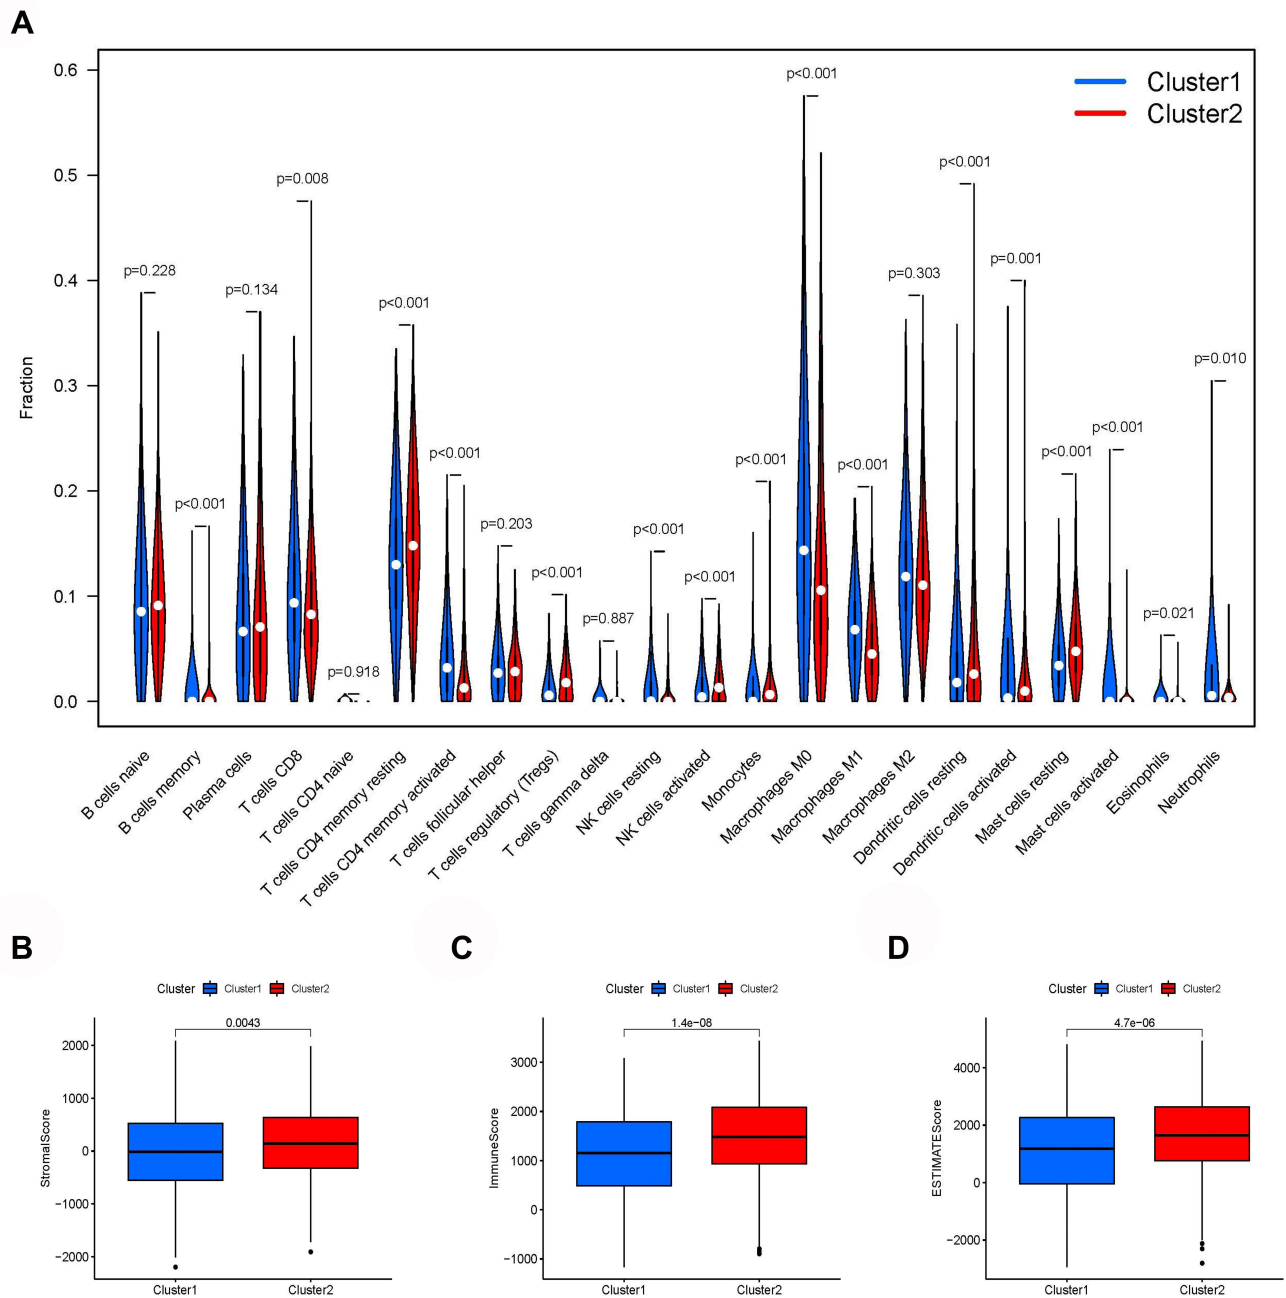 A
Cluster1
Cluster2
Fraction
0.6
0.5
0.4
0.3
0.2
0.1
0.0
p=0.228
p<0.001
p=0.134
p=0.008
p=0.918
p<0.001
p<0.001
p=0.203
p<0.001
p=0.887
p<0.001
p<0.001
p<0.001
p<0.001
p<0.001
p=0.303
p<0.001
p=0.001
p<0.001
p<0.001
p=0.021
p=0.010
B cells naive
B cells memory
Plasma cells
T cells CD8
T cells CD4 naive
T cells CD4 memory resting
T cells CD4 memory activated
T cells follicular helper
T cells regulatory (Tregs)
T cells gamma delta
NK cells resting
NK cells activated
Monocytes
Macrophages M0
Macrophages M1
Macrophages M2
Dendritic cells resting
Dendritic cells activated
Mast cells resting
Mast cells activated
Eosinophils
Neutrophils
B
Cluster Cluster1 Cluster2
0.0043
StromalScore
2000
1000
0
−1000
−2000
Cluster1 Cluster2
C
Cluster Cluster1 Cluster2
1.4e−08
ImmuneScore
3000
2000
1000
0
−1000
Cluster1 Cluster2
D
Cluster Cluster1 Cluster2
4.7e−06
ESTIMATEScore
4000
2000
0
−2000
Cluster1 Cluster2